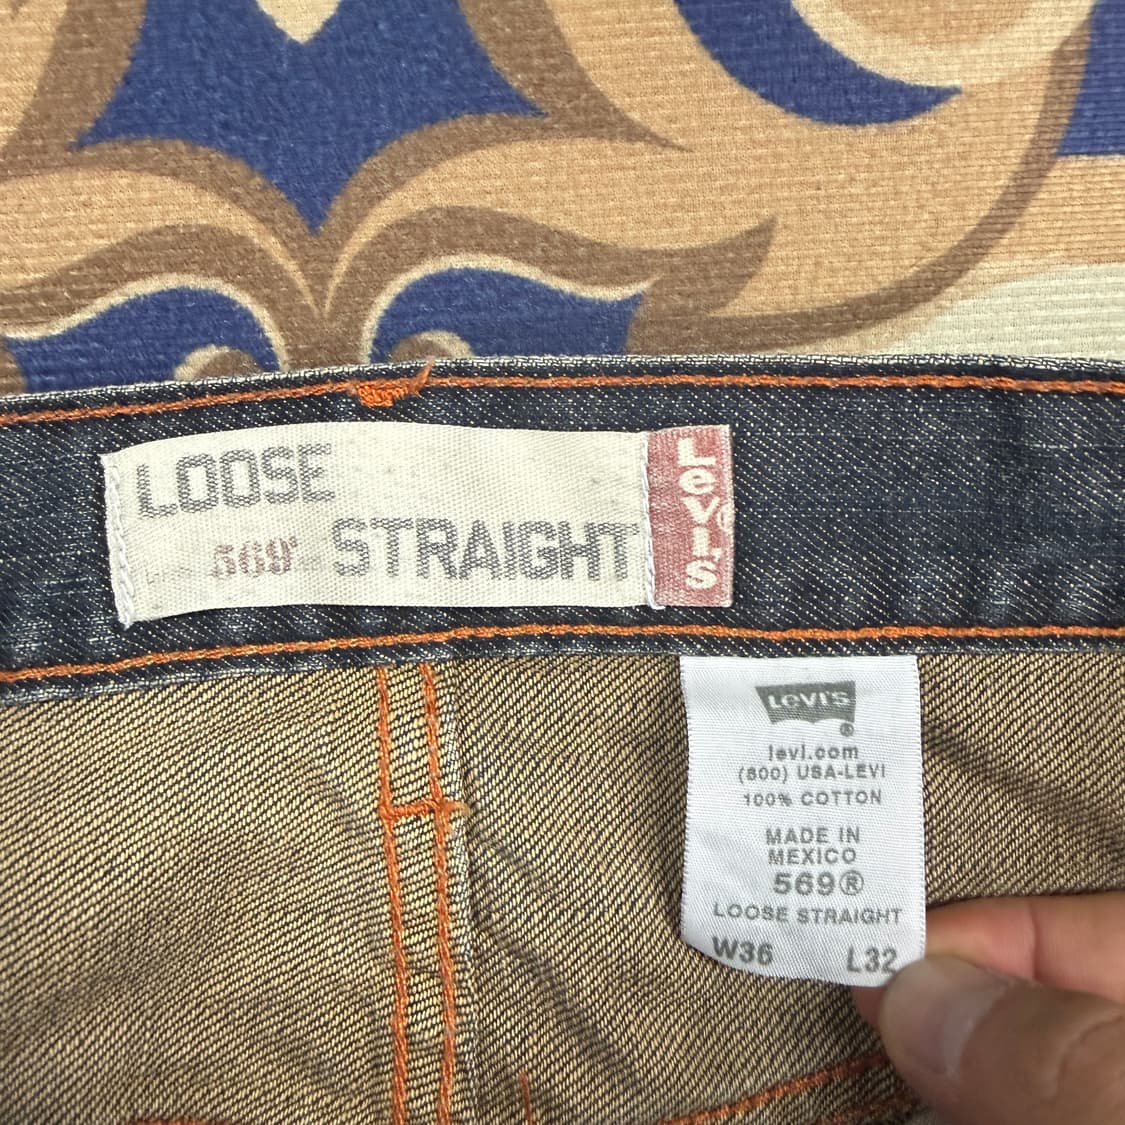 LOOSE
569® STRAIGHT
Levi's®
LEVI'S
®
levi.com
(800) USA-LEVI
100% COTTON
MADE IN
MEXICO
569®
LOOSE STRAIGHT
W36 L32